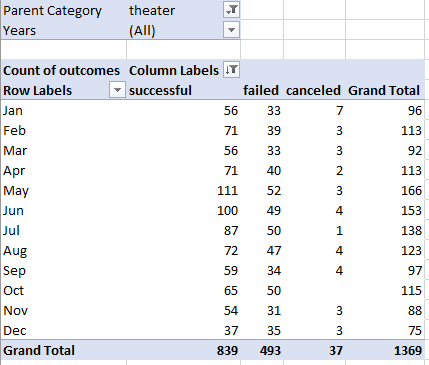 Parent Category theater
Years (All)
Count of outcomes Column Labels
Row Labels successful failed canceled Grand Total
Jan 56 33 7 96
Feb 71 39 3 113
Mar 56 33 3 92
Apr 71 40 2 113
May 111 52 3 166
Jun 100 49 4 153
Jul 87 50 1 138
Aug 72 47 4 123
Sep 59 34 4 97
Oct 65 50 115
Nov 54 31 3 88
Dec 37 35 3 75
Grand Total 839 493 37 1369